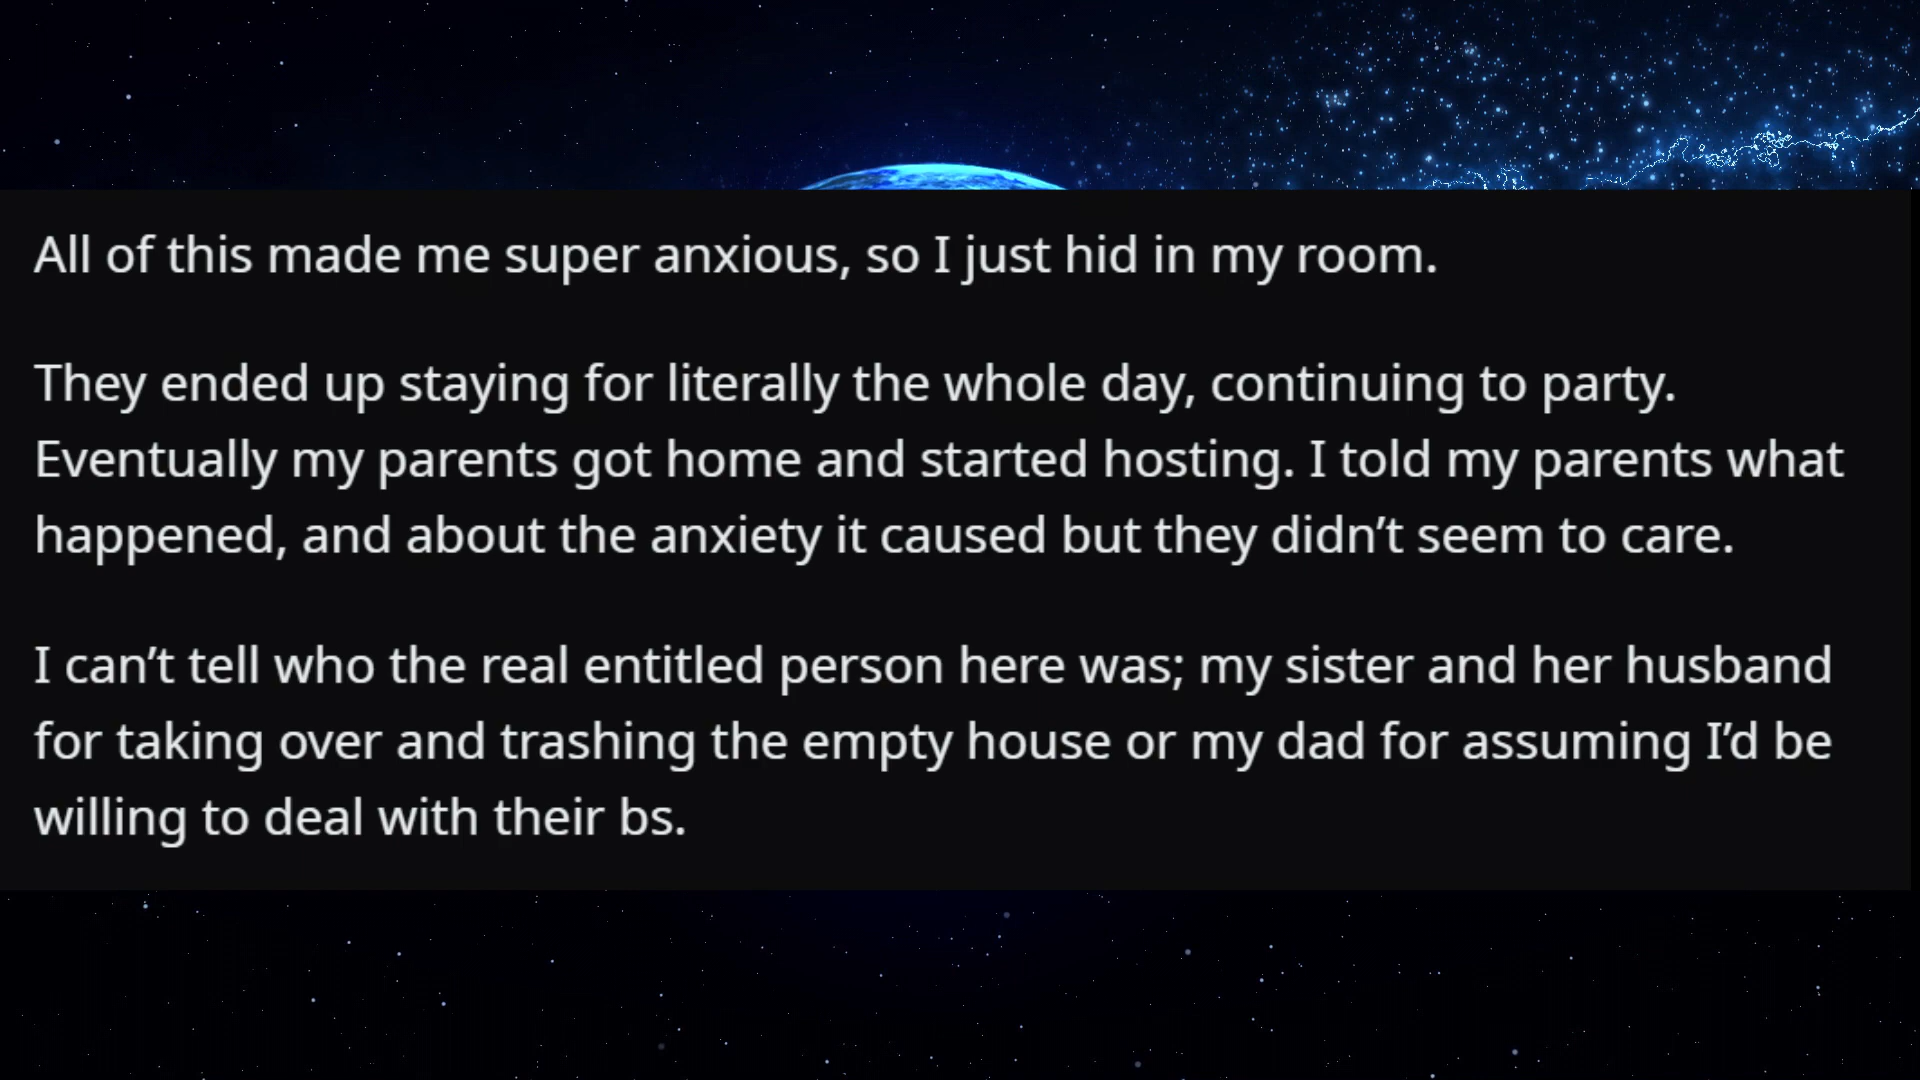 All of this made me super anxious, so I just hid in my room.
They ended up staying for literally the whole day, continuing to party.
Eventually my parents got home and started hosting. I told my parents what
happened, and about the anxiety it caused but they didn’t seem to care.
I can’t tell who the real entitled person here was; my sister and her husband
for taking over and trashing the empty house or my dad for assuming I’d be
willing to deal with their bs.